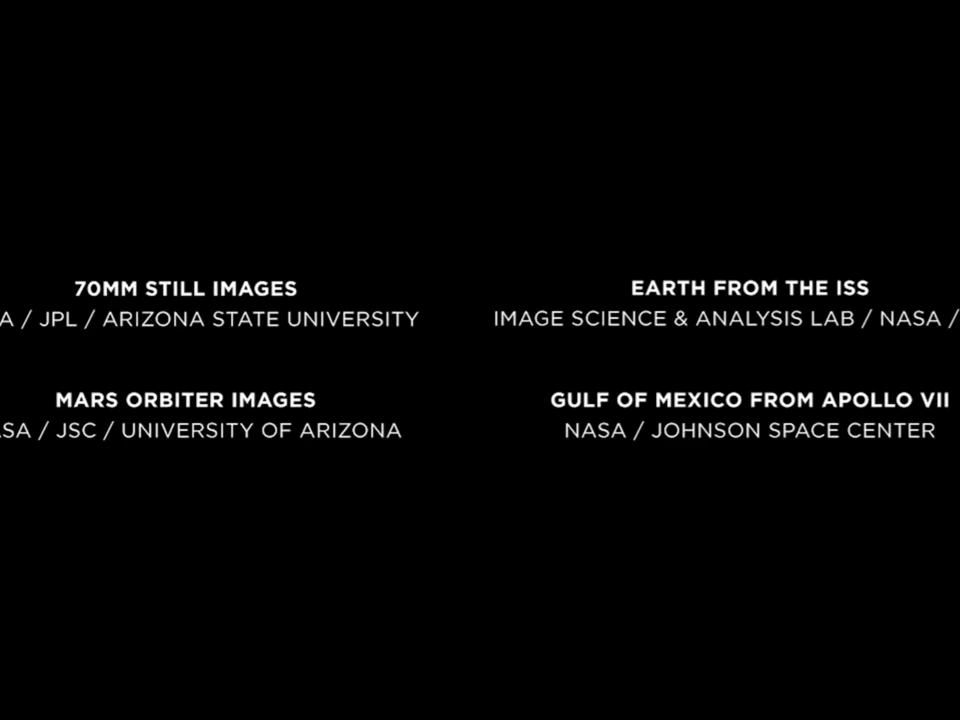 70MM STILL IMAGES
A / JPL / ARIZONA STATE UNIVERSITY
MARS ORBITER IMAGES
SA / JSC / UNIVERSITY OF ARIZONA
EARTH FROM THE ISS
IMAGE SCIENCE & ANALYSIS LAB / NASA /
GULF OF MEXICO FROM APOLLO VII
NASA / JOHNSON SPACE CENTER